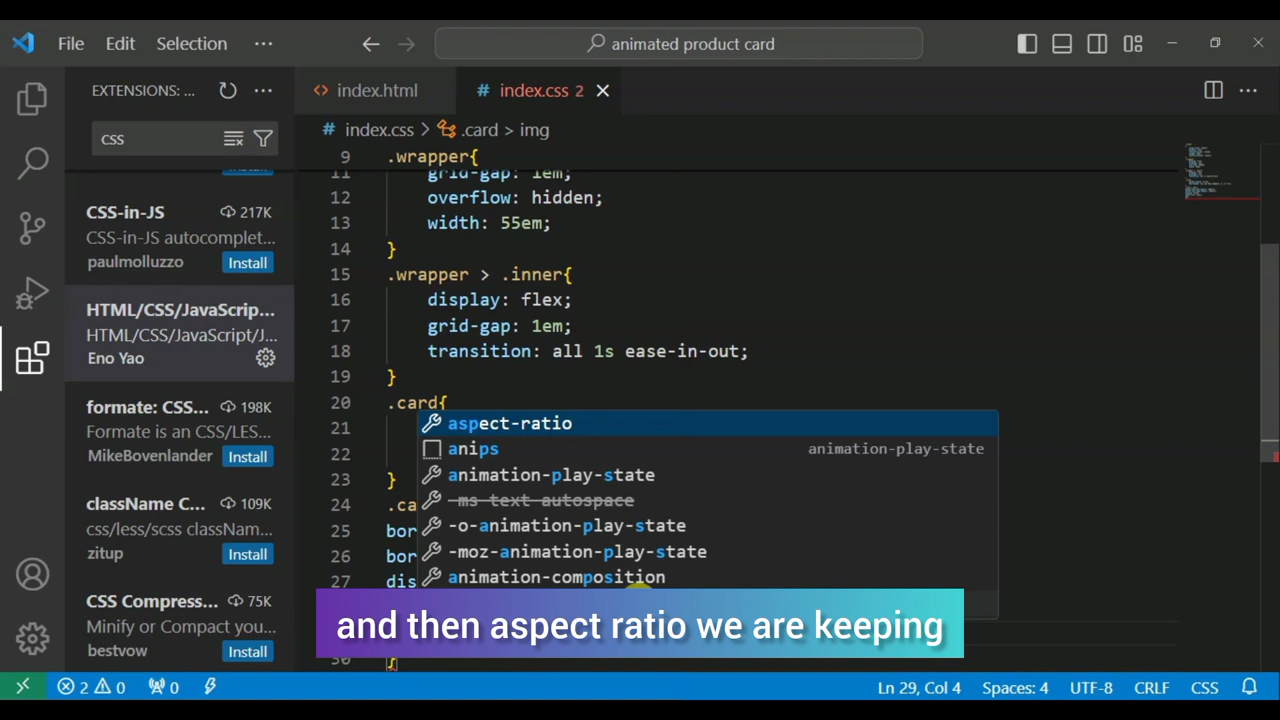 File Edit Selection ···
animated product card
EXTENSIONS: ...
css
Install
CSS-in-JS 217K
CSS-in-JS autocomplet...
paulmolluzzo Install
HTML/CSS/JavaScrip...
HTML/CSS/JavaScript/J...
Eno Yao
formate: CSS... 198K
Formate is an CSS/LES...
MikeBovenlander Install
className C... 109K
css/less/scss classNam...
zitup Install
CSS Compress... 75K
Minify or Compact you...
bestvow Install
<> index.html # index.css 2
# index.css > .card > img
9 .wrapper{
11 grid-gap: 1em;
12 overflow: hidden;
13 width: 55em;
14 }
15 .wrapper > .inner{
16 display: flex;
17 grid-gap: 1em;
18 transition: all 1s ease-in-out;
19 }
20 .card{
21
22
23 }
24 .ca
25 bor
26 bor
27 dis
30 }
aspect-ratio
anips animation-play-state
animation-play-state
-ms-text-autospace
-o-animation-play-state
-moz-animation-play-state
animation-composition
and then aspect ratio we are keeping
2 0 0 Ln 29, Col 4 Spaces: 4 UTF-8 CRLF CSS